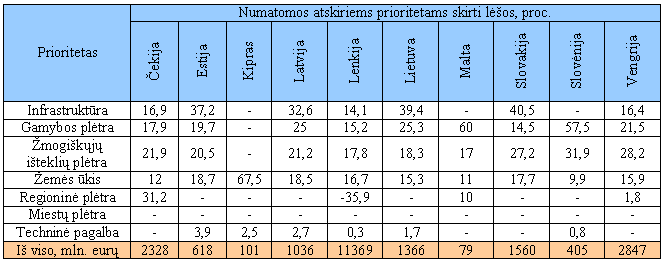 Prioritetas
Numatomos atskiriems prioritetams skirti lėšos, proc.
Čekija Estija Kipras Latvija Lenkija Lietuva Malta Slovakija Slovėnija Vengrija
Infrastruktūra 16,9 37,2 - 32,6 14,1 39,4 - 40,5 - 16,4
Gamybos plėtra 17,9 19,7 - 25 15,2 25,3 60 14,5 57,5 21,5
Žmogiškųjų
išteklių plėtra 21,9 20,5 - 21,2 17,8 18,3 17 27,2 31,9 28,2
Žemės ūkis 12 18,7 67,5 18,5 16,7 15,3 11 17,7 9,9 15,9
Regioninė plėtra 31,2 - - - -35,9 - 10 - - 1,8
Miestų plėtra - - - - - - - - - -
Techninė pagalba - 3,9 2,5 2,7 0,3 1,7 - - 0,8 -
Iš viso, mln. eurų 2328 618 101 1036 11369 1366 79 1560 405 2847